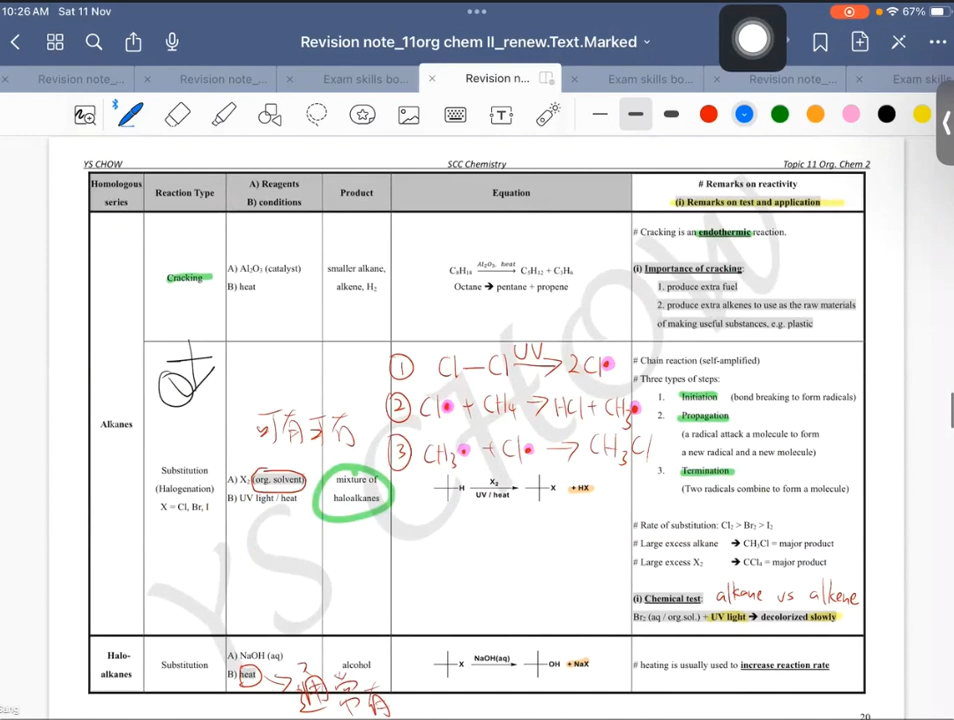 10:26 AM Sat 11 Nov
67%
Revision note_11org chem II_renew.Text.Marked
Revision note_...
Revision note_...
Exam skills bo...
Revision n...
Exam skills bo...
Revision note_...
Exam skills
YS CHOW
SCC Chemistry
Topic 11 Org. Chem 2
Homologous series
Reaction Type
A) Reagents
B) conditions
Product
Equation
# Remarks on reactivity
(i) Remarks on test and application
Cracking
A) Al₂O₃ (catalyst)
B) heat
smaller alkane,
alkene, H₂
C₈H₁₈ Al₂O₃, heat C₅H₁₂ + C₃H₆
Octane → pentane + propene
# Cracking is an endothermic reaction.
(i) Importance of cracking:
1. produce extra fuel
2. produce extra alkenes to use as the raw materials
of making useful substances, e.g. plastic
Alkanes
Substitution
(Halogenation)
X = Cl, Br, I
可有可冇
A) X₂ (org. solvent)
B) UV light / heat
mixture of
haloalkanes
① Cl—Cl UV→ 2Cl•
② Cl• + CH₄ → HCl + CH₃•
③ CH₃• + Cl• → CH₃Cl
H X₂ UV / heat X + HX
# Chain reaction (self-amplified)
# Three types of steps:
1. Initiation (bond breaking to form radicals)
2. Propagation
(a radical attack a molecule to form
a new radical and a new molecule)
3. Termination
(Two radicals combine to form a molecule)
# Rate of substitution: Cl₂ > Br₂ > I₂
# Large excess alkane → CH₃Cl = major product
# Large excess X₂ → CCl₄ = major product
(i) Chemical test: alkane vs alkene
Br₂ (aq / org.sol.) + UV light → decolorized slowly
Halo-
alkanes
Substitution
A) NaOH (aq)
B) heat → 通常有
alcohol
X NaOH(aq) OH + NaX
# heating is usually used to increase reaction rate
20
YS CHOW